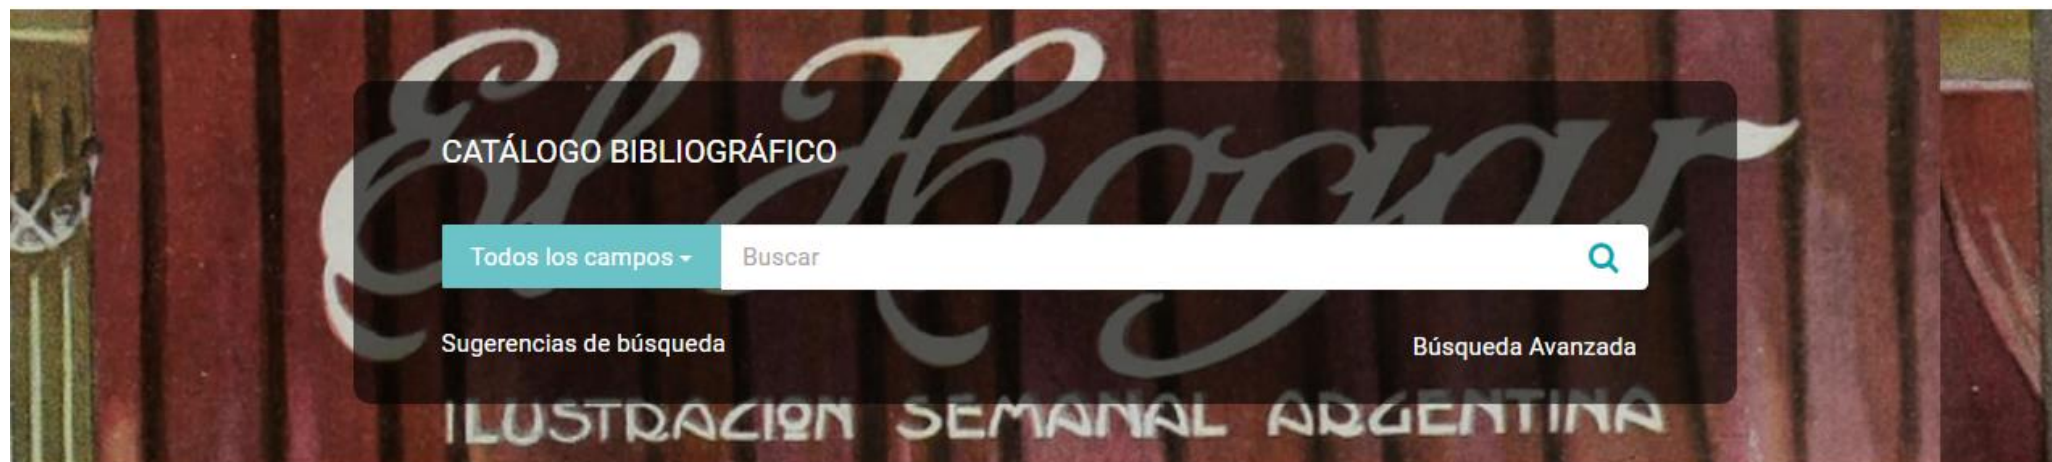 El Hogar
CATÁLOGO BIBLIOGRÁFICO
Todos los campos
Buscar
Sugerencias de búsqueda
Búsqueda Avanzada
ILUSTRACION SEMANAL ARGENTINA